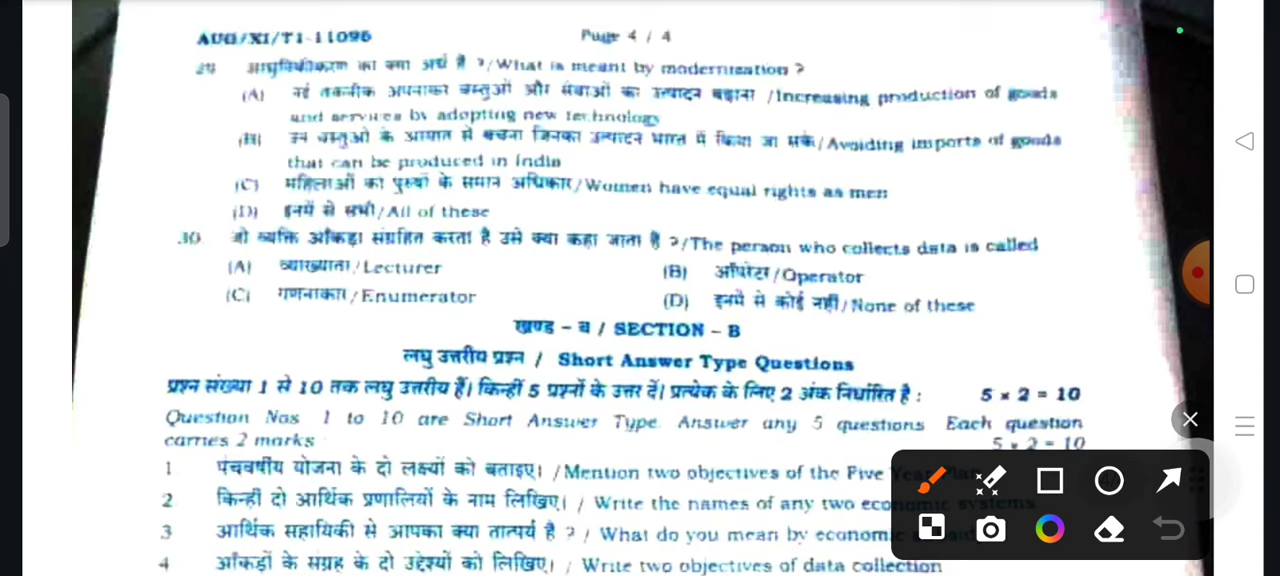 AUG/XI/T1-11096 Page 4 / 4
29 आधुनिकीकरण का क्या अर्थ है ?/What is meant by modernization ?
(A) नई तकनीक अपनाकर वस्तुओं और सेवाओं का उत्पादन बढ़ाना /Increasing production of goods
and services by adopting new technology
(B) उन वस्तुओं के आयात से बचना जिनका उत्पादन भारत में किया जा सके/Avoiding imports of goods
that can be produced in India
(C) महिलाओं का पुरुषों के समान अधिकार/Women have equal rights as men
(D) इनमें से सभी/All of these
30 जो व्यक्ति आँकड़ा संग्रहित करता है उसे क्या कहा जाता है ?/The person who collects data is called
(A) व्याख्याता/Lecturer (B) ऑपरेटर/Operator
(C) गणनाकार/Enumerator (D) इनमें से कोई नहीं/None of these
खण्ड - ब / SECTION - B
लघु उत्तरीय प्रश्न / Short Answer Type Questions
प्रश्न संख्या 1 से 10 तक लघु उत्तरीय हैं। किन्हीं 5 प्रश्नों के उत्तर दें। प्रत्येक के लिए 2 अंक निर्धारित है : 5 × 2 = 10
Question Nos 1 to 10 are Short Answer Type. Answer any 5 questions Each question
carries 2 marks 5 × 2 = 10
1 पंचवर्षीय योजना के दो लक्ष्यों को बताइए। /Mention two objectives of the Five Year
2 किन्हीं दो आर्थिक प्रणालियों के नाम लिखिए। / Write the names of any two economic systems
3 आर्थिक सहायिकी से आपका क्या तात्पर्य है ? / What do you mean by economic
4 आँकड़ों के संग्रह के दो उद्देश्यों को लिखिए। / Write two objectives of data collection